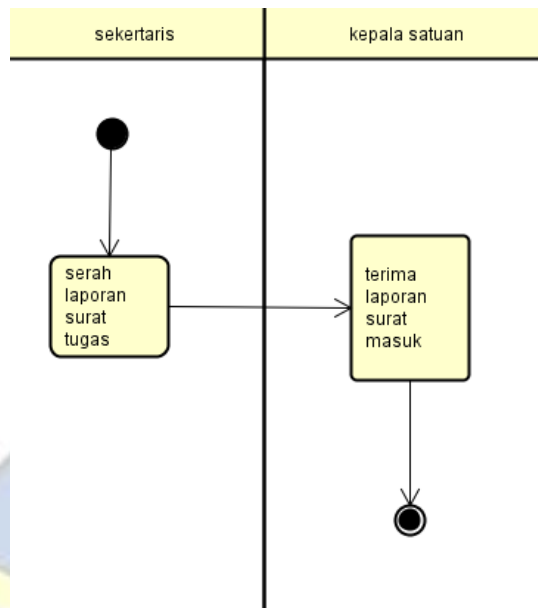 sekertaris
kepala satuan
serah
laporan
surat
tugas
terima
laporan
surat
masuk